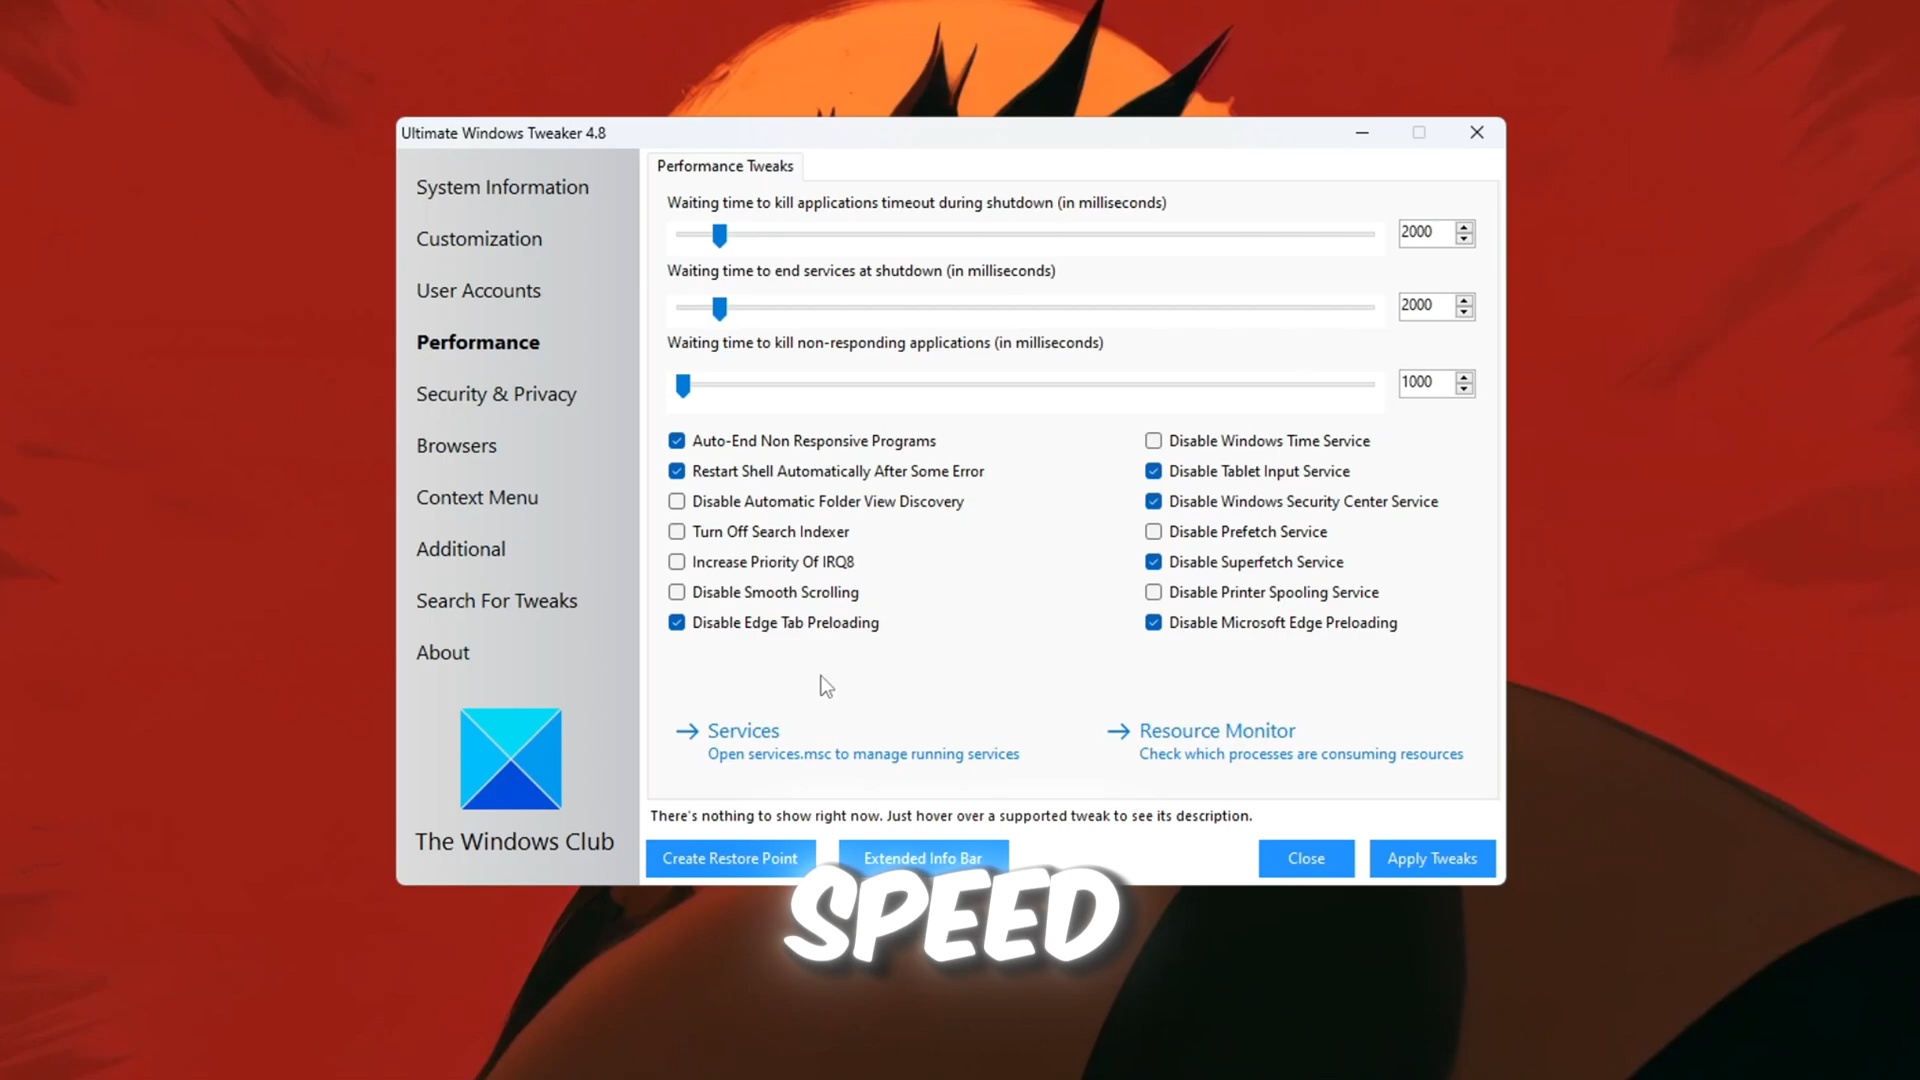 Ultimate Windows Tweaker 4.8
System Information
Customization
User Accounts
Performance
Security & Privacy
Browsers
Context Menu
Additional
Search For Tweaks
About
The Windows Club
Performance Tweaks
Waiting time to kill applications timeout during shutdown (in milliseconds)
2000
Waiting time to end services at shutdown (in milliseconds)
2000
Waiting time to kill non-responding applications (in milliseconds)
1000
Auto-End Non Responsive Programs
Restart Shell Automatically After Some Error
Disable Automatic Folder View Discovery
Turn Off Search Indexer
Increase Priority Of IRQ8
Disable Smooth Scrolling
Disable Edge Tab Preloading
Disable Windows Time Service
Disable Tablet Input Service
Disable Windows Security Center Service
Disable Prefetch Service
Disable Superfetch Service
Disable Printer Spooling Service
Disable Microsoft Edge Preloading
Services
Open services.msc to manage running services
Resource Monitor
Check which processes are consuming resources
There's nothing to show right now. Just hover over a supported tweak to see its description.
Create Restore Point
Extended Info Bar
Close
Apply Tweaks
SPEED